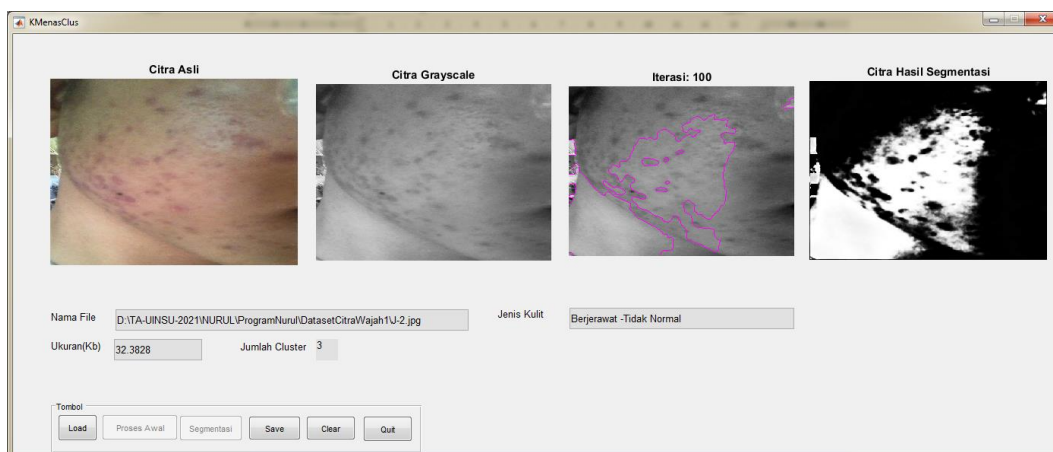 KMenasClus
Citra Asli
Citra Grayscale
Iterasi: 100
Citra Hasil Segmentasi
Nama File
D:\TA-UINSU-2021\NURUL\ProgramNurul\DatasetCitraWajah1\J-2.jpg
Jenis Kulit
Berjerawat -Tidak Normal
Ukuran(Kb)
32.3828
Jumlah Cluster
3
Tombol
Load
Proses Awal
Segmentasi
Save
Clear
Quit